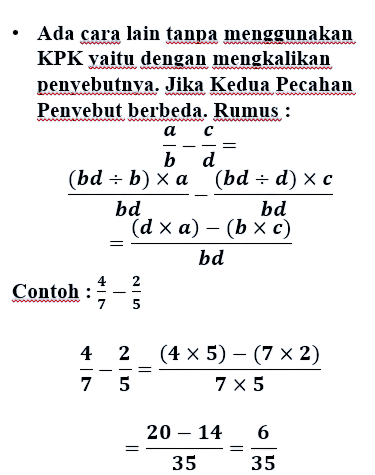 • Ada cara lain tanpa menggunakan
KPK yaitu dengan mengkalikan
penyebutnya. Jika Kedua Pecahan
Penyebut berbeda. Rumus :
a/b − c/d =
((bd ÷ b) × a)/bd − ((bd ÷ d) × c)/bd
= ((d × a) − (b × c))/bd
Contoh : 4/7 − 2/5
4/7 − 2/5 = ((4 × 5) − (7 × 2))/(7 × 5)
= (20 − 14)/35 = 6/35